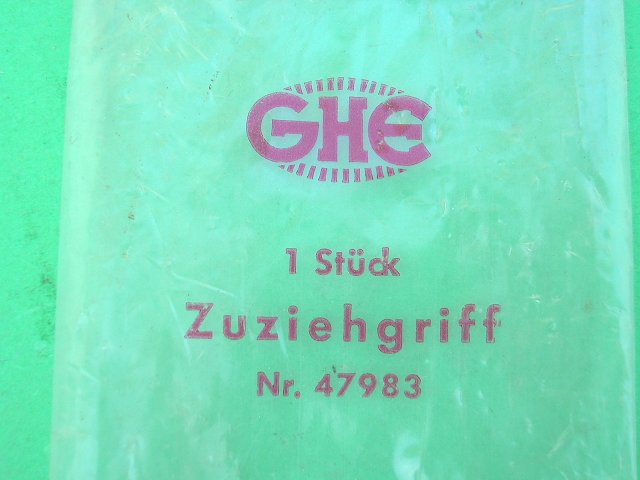 GHE
1 Stück
Zuziehgriff
Nr. 47983